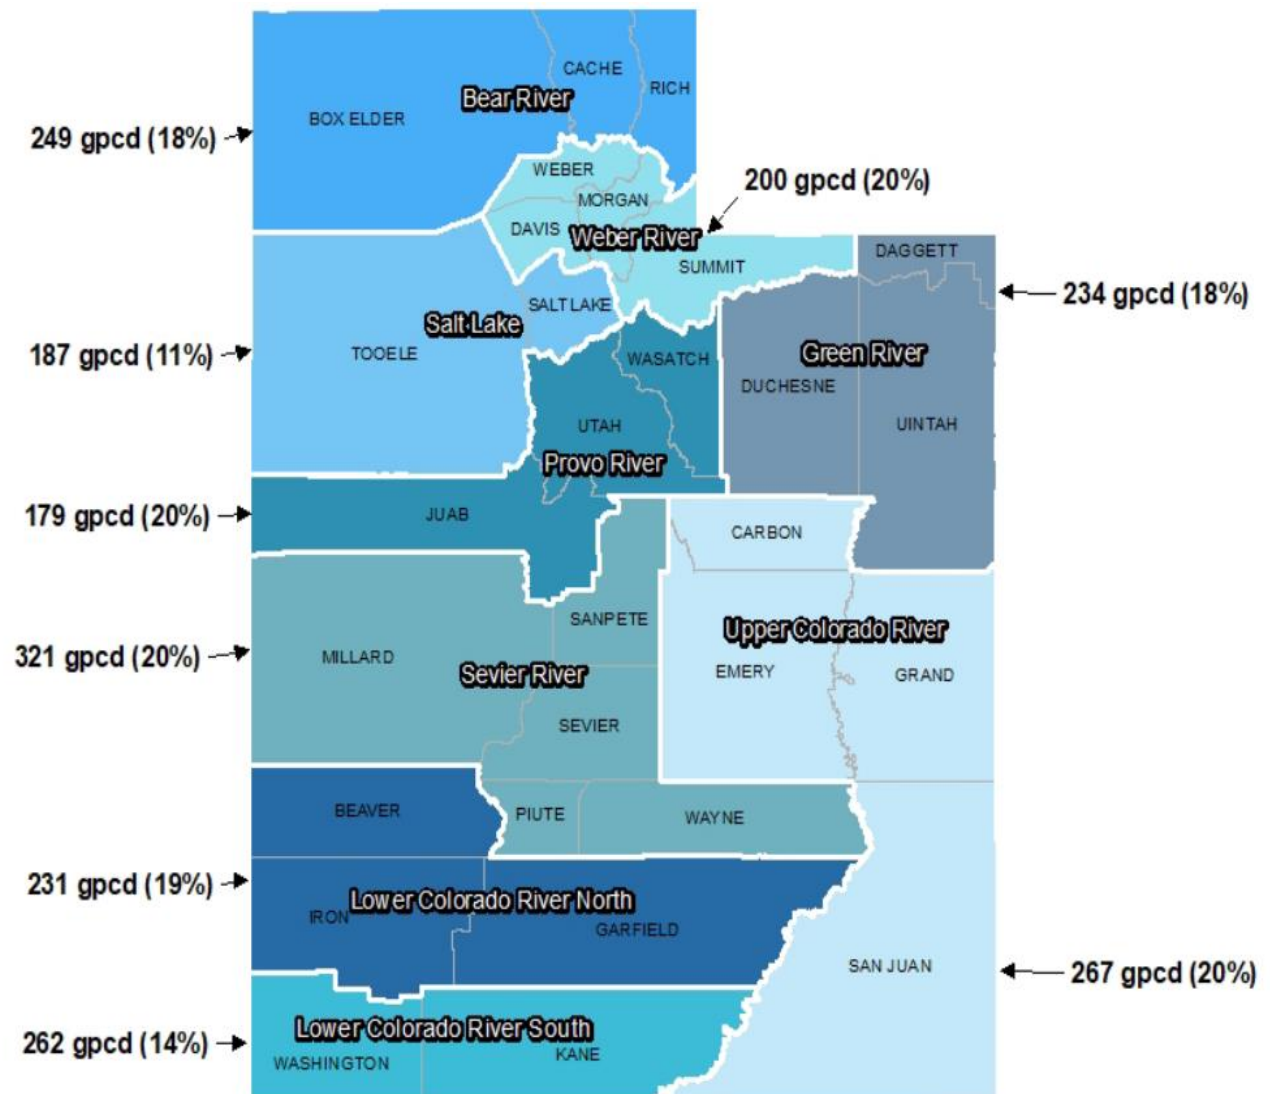 CACHE
RICH
Bear River
BOX ELDER
249 gpcd (18%)
WEBER
200 gpcd (20%)
MORGAN
DAVIS
Weber River
SUMMIT
DAGGETT
234 gpcd (18%)
SALT LAKE
Salt Lake
TOOELE
187 gpcd (11%)
WASATCH
Green River
DUCHESNE
UTAH
UINTAH
Provo River
JUAB
179 gpcd (20%)
CARBON
SANPETE
Upper Colorado River
MILLARD
321 gpcd (20%)
Sevier River
EMERY
GRAND
SEVIER
BEAVER
PIUTE
WAYNE
231 gpcd (19%)
Lower Colorado River North
IRON
GARFIELD
SAN JUAN
267 gpcd (20%)
Lower Colorado River South
262 gpcd (14%)
KANE
WASHINGTON